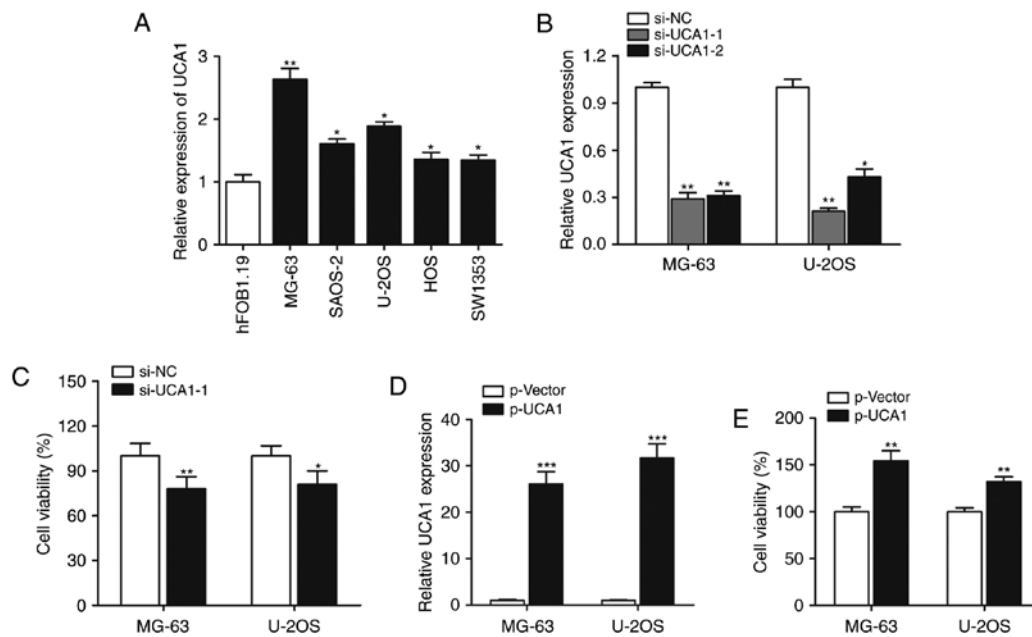 A
Relative expression of UCA1
3
2
1
0
**
*
*
*
*
hFOB1.19
MG-63
SAOS-2
U-2OS
HOS
SW1353
B
si-NC
si-UCA1-1
si-UCA1-2
Relative UCA1 expression
1.2
0.9
0.6
0.3
0.0
** **
** *
MG-63 U-2OS
C
si-NC
si-UCA1-1
Cell viability (%)
150
120
90
60
30
0
** *
MG-63 U-2OS
D
p-Vector
p-UCA1
Relative UCA1 expression
40
30
20
10
0
*** ***
MG-63 U-2OS
E
p-Vector
p-UCA1
Cell viability (%)
200
150
100
50
0
** **
MG-63 U-2OS